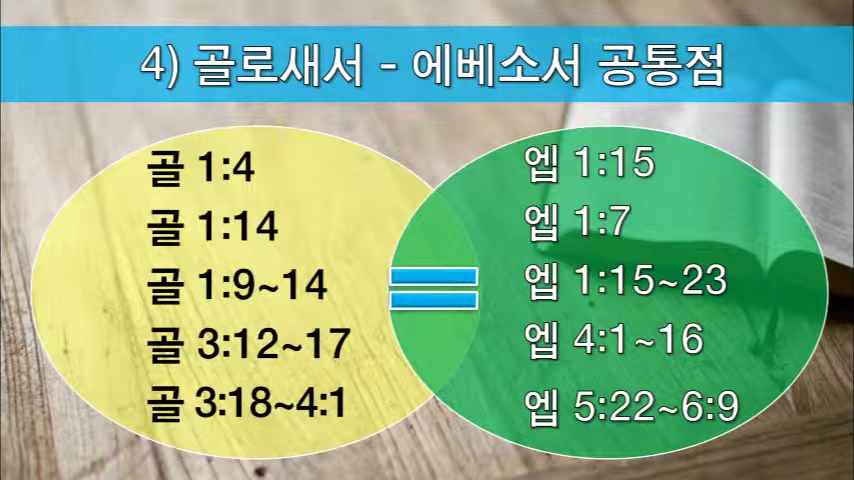 4) 골로새서 - 에베소서 공통점
골 1:4
엡 1:15
골 1:14
엡 1:7
골 1:9~14
엡 1:15~23
골 3:12~17
엡 4:1~16
골 3:18~4:1
엡 5:22~6:9